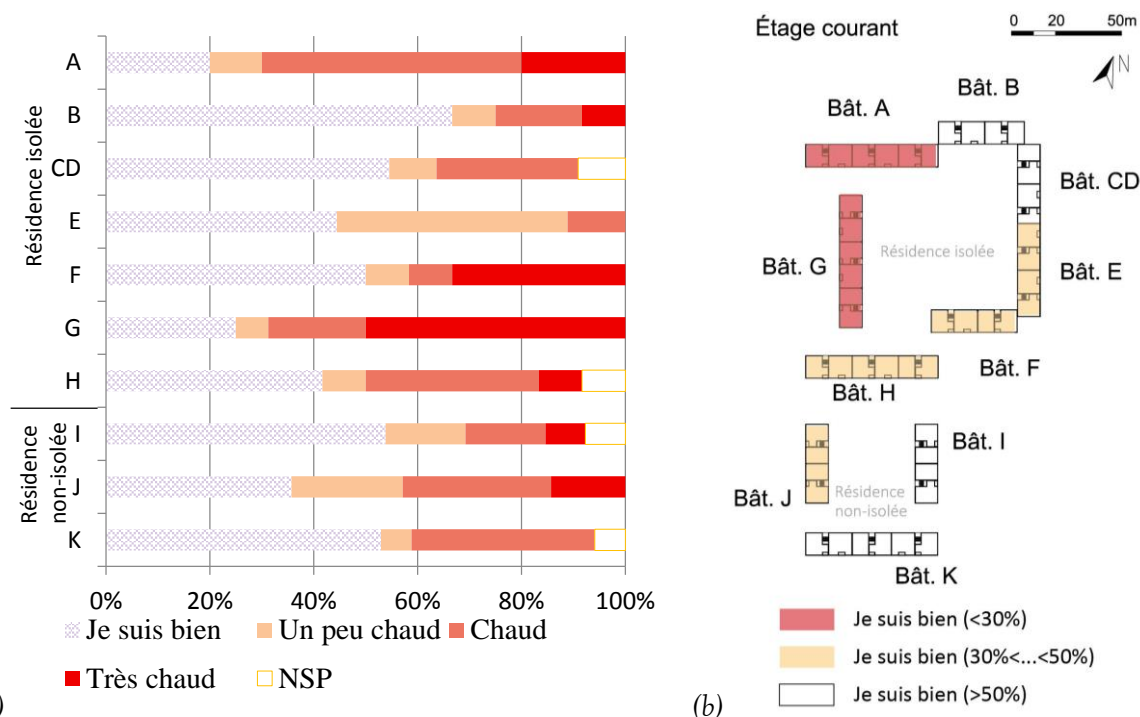 Résidence isolée
Résidence
non-isolée
A
B
CD
E
F
G
H
I
J
K
0%
20%
40%
60%
80%
100%
Je suis bien
Un peu chaud
Chaud
Très chaud
NSP
)
Étage courant
0
20
50m
N
Bât. B
Bât. A
Bât. CD
Bât. G
Résidence isolée
Bât. E
Bât. F
Bât. H
Bât. I
Bât. J
Résidence
non-isolée
Bât. K
Je suis bien (<30%)
Je suis bien (30%<...<50%)
(b)
Je suis bien (>50%)